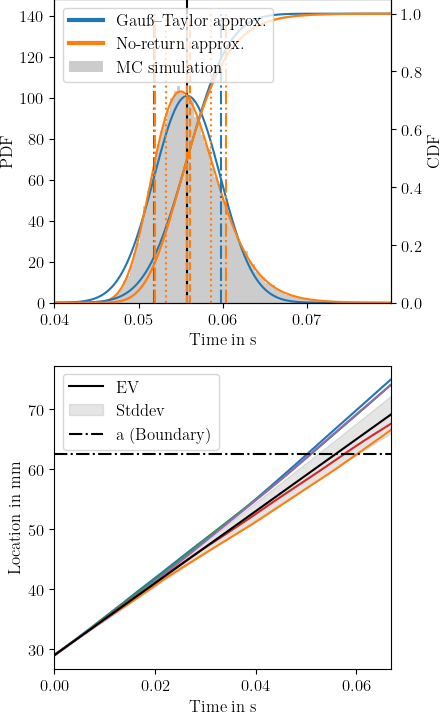 Gauß–Taylor approx.
No-return approx.
MC simulation
140
120
100
80
60
40
20
0
PDF
1.0
0.8
0.6
0.4
0.2
0.0
CDF
0.04
0.05
0.06
0.07
Time in s
EV
Stddev
a (Boundary)
70
60
50
40
30
Location in mm
0.00
0.02
0.04
0.06
Time in s